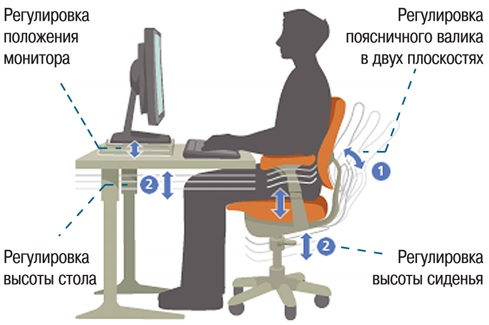 Регулировка
положения
монитора
Регулировка
поясничного валика
в двух плоскостях
1
2
2
Регулировка
высоты стола
Регулировка
высоты сиденья